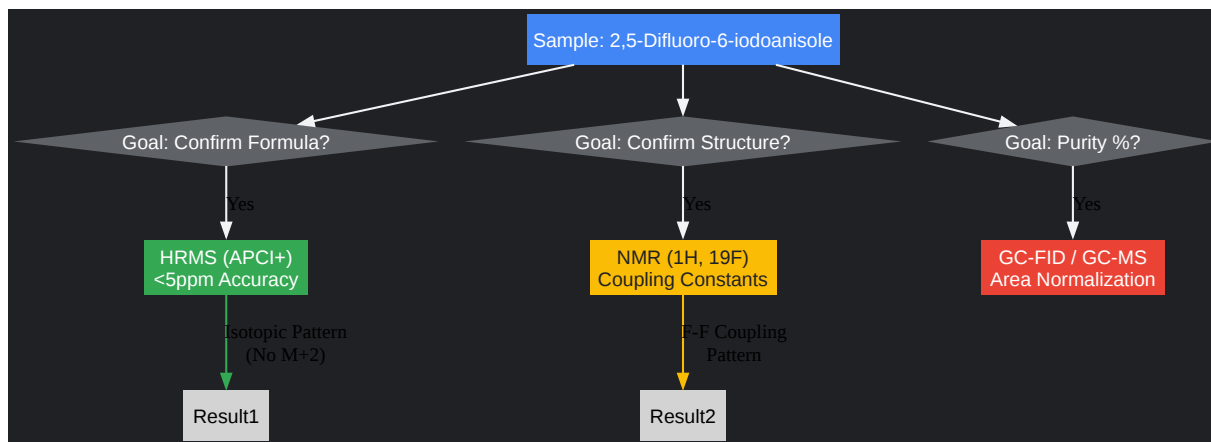 Sample: 2,5-Difluoro-6-iodoanisole
Goal: Confirm Formula?
Goal: Confirm Structure?
Goal: Purity %?
Yes
Yes
Yes
HRMS (APCI+)
<5ppm Accuracy
NMR (1H, 19F)
Coupling Constants
GC-FID / GC-MS
Area Normalization
Isotopic Pattern
(No M+2)
F-F Coupling
Pattern
Result1
Result2